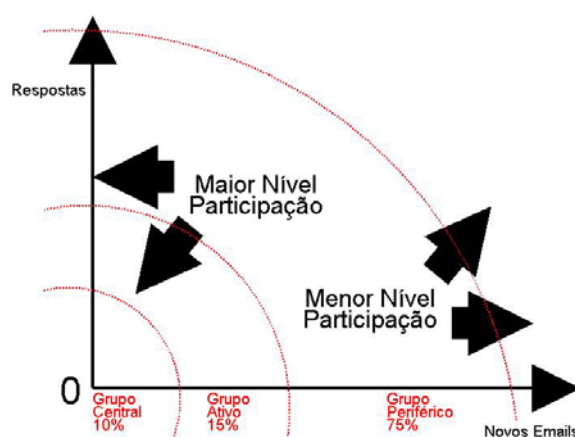 Respostas
Maior Nível
Participação
Menor Nível
Participação
0
Grupo
Central
10%
Grupo
Ativo
15%
Grupo
Periférico
75%
Novos Emails